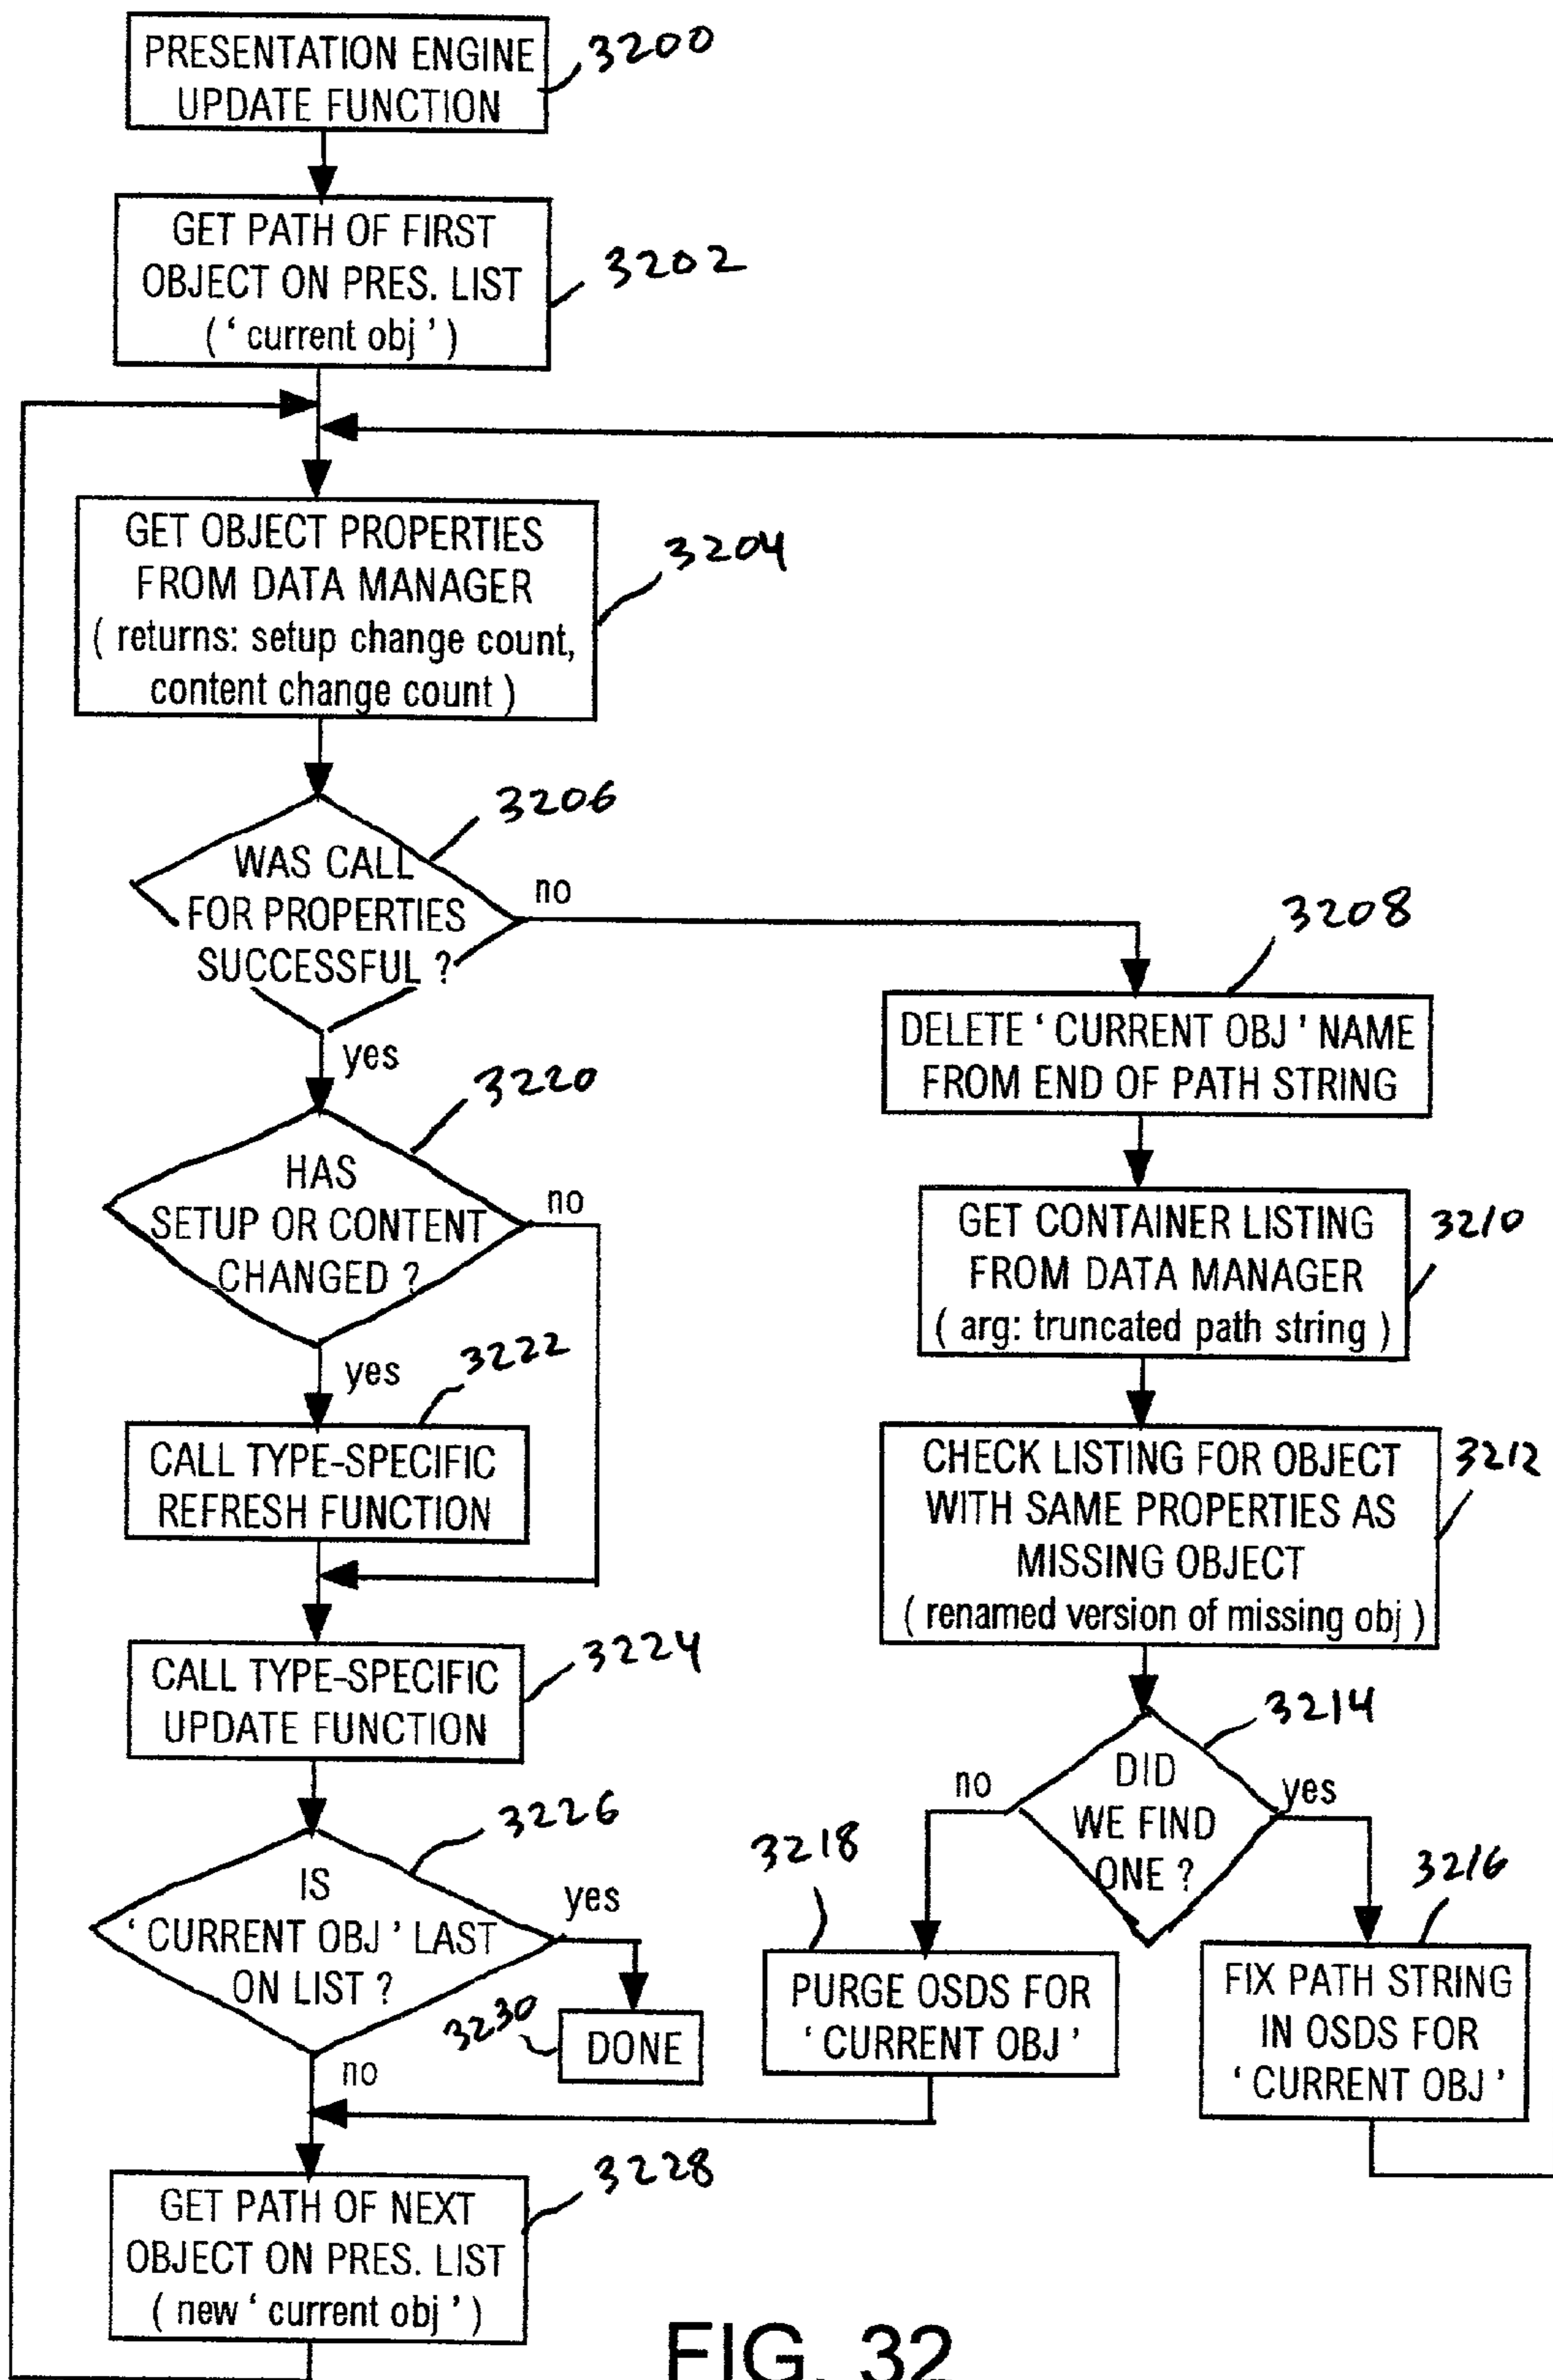 PRESENTATION ENGINE
UPDATE FUNCTION
3200
GET PATH OF FIRST
OBJECT ON PRES. LIST
( ‘ current obj ’ )
3202
GET OBJECT PROPERTIES
FROM DATA MANAGER
( returns: setup change count,
content change count )
3204
WAS CALL
FOR PROPERTIES
SUCCESSFUL ?
3206
no
yes
3208
DELETE ‘ CURRENT OBJ ’ NAME
FROM END OF PATH STRING
3220
HAS
SETUP OR CONTENT
CHANGED ?
no
yes
GET CONTAINER LISTING
FROM DATA MANAGER
( arg: truncated path string )
3210
3222
CALL TYPE-SPECIFIC
REFRESH FUNCTION
CHECK LISTING FOR OBJECT
WITH SAME PROPERTIES AS
MISSING OBJECT
( renamed version of missing obj )
3212
CALL TYPE-SPECIFIC
UPDATE FUNCTION
3224
3214
DID
WE FIND
ONE ?
no
yes
3226
IS
‘ CURRENT OBJ ’ LAST
ON LIST ?
yes
no
3230
DONE
3218
PURGE OSDS FOR
‘ CURRENT OBJ ’
3216
FIX PATH STRING
IN OSDS FOR
‘ CURRENT OBJ ’
3228
GET PATH OF NEXT
OBJECT ON PRES. LIST
( new ‘ current obj ’ )
FIG. 32